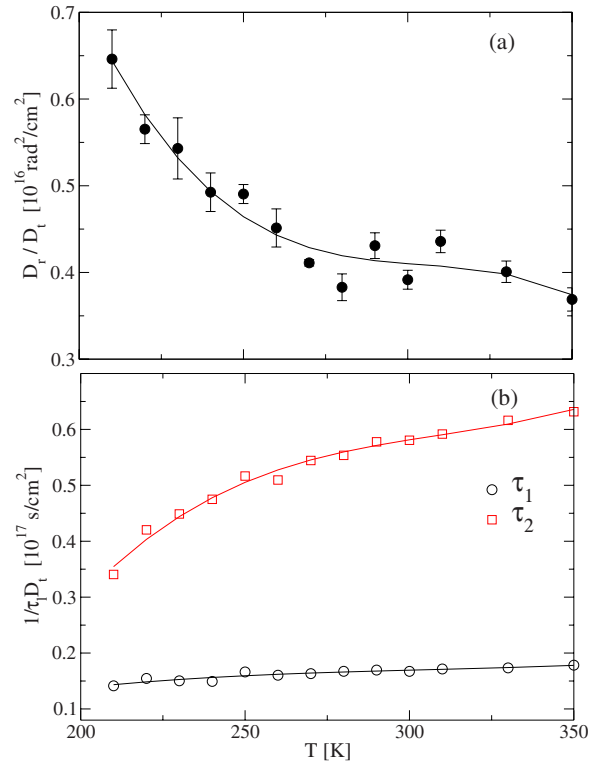 0.7
(a)
0.6
0.5
0.4
0.3
D_r / D_t [10^16 rad^2/cm^2]
(b)
0.6
0.5
0.4
0.3
0.2
0.1
1/τ_l D_t [10^17 s/cm^2]
τ_1
τ_2
200 250 300 350
T [K]